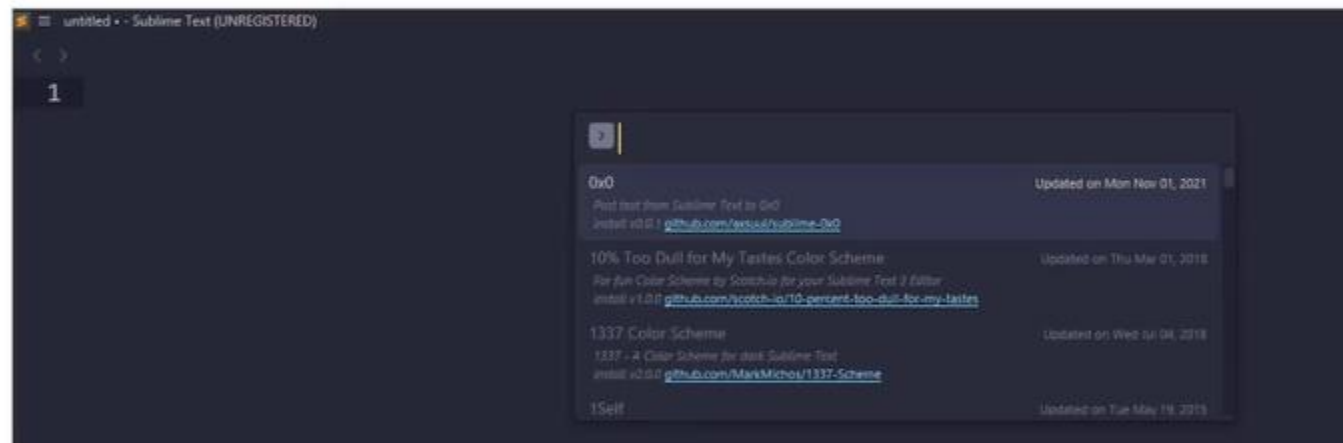 untitled • - Sublime Text (UNREGISTERED)
1
0x0 Updated on Mon Nov 01, 2021
Post text from Sublime Text to 0x0
install v0.0.1 github.com/axsuul/sublime-0x0
10% Too Dull for My Tastes Color Scheme Updated on Thu Mar 01, 2018
For fun Color Scheme by Scotch-io for your Sublime Text 3 Editor
install v1.0.0 github.com/scotch-io/10-percent-too-dull-for-my-tastes
1337 Color Scheme Updated on Wed Jul 04, 2018
1337 - A Color Scheme for dark Sublime Text
install v2.0.0 github.com/MarkMichos/1337-Scheme
1Self Updated on Tue May 19, 2015